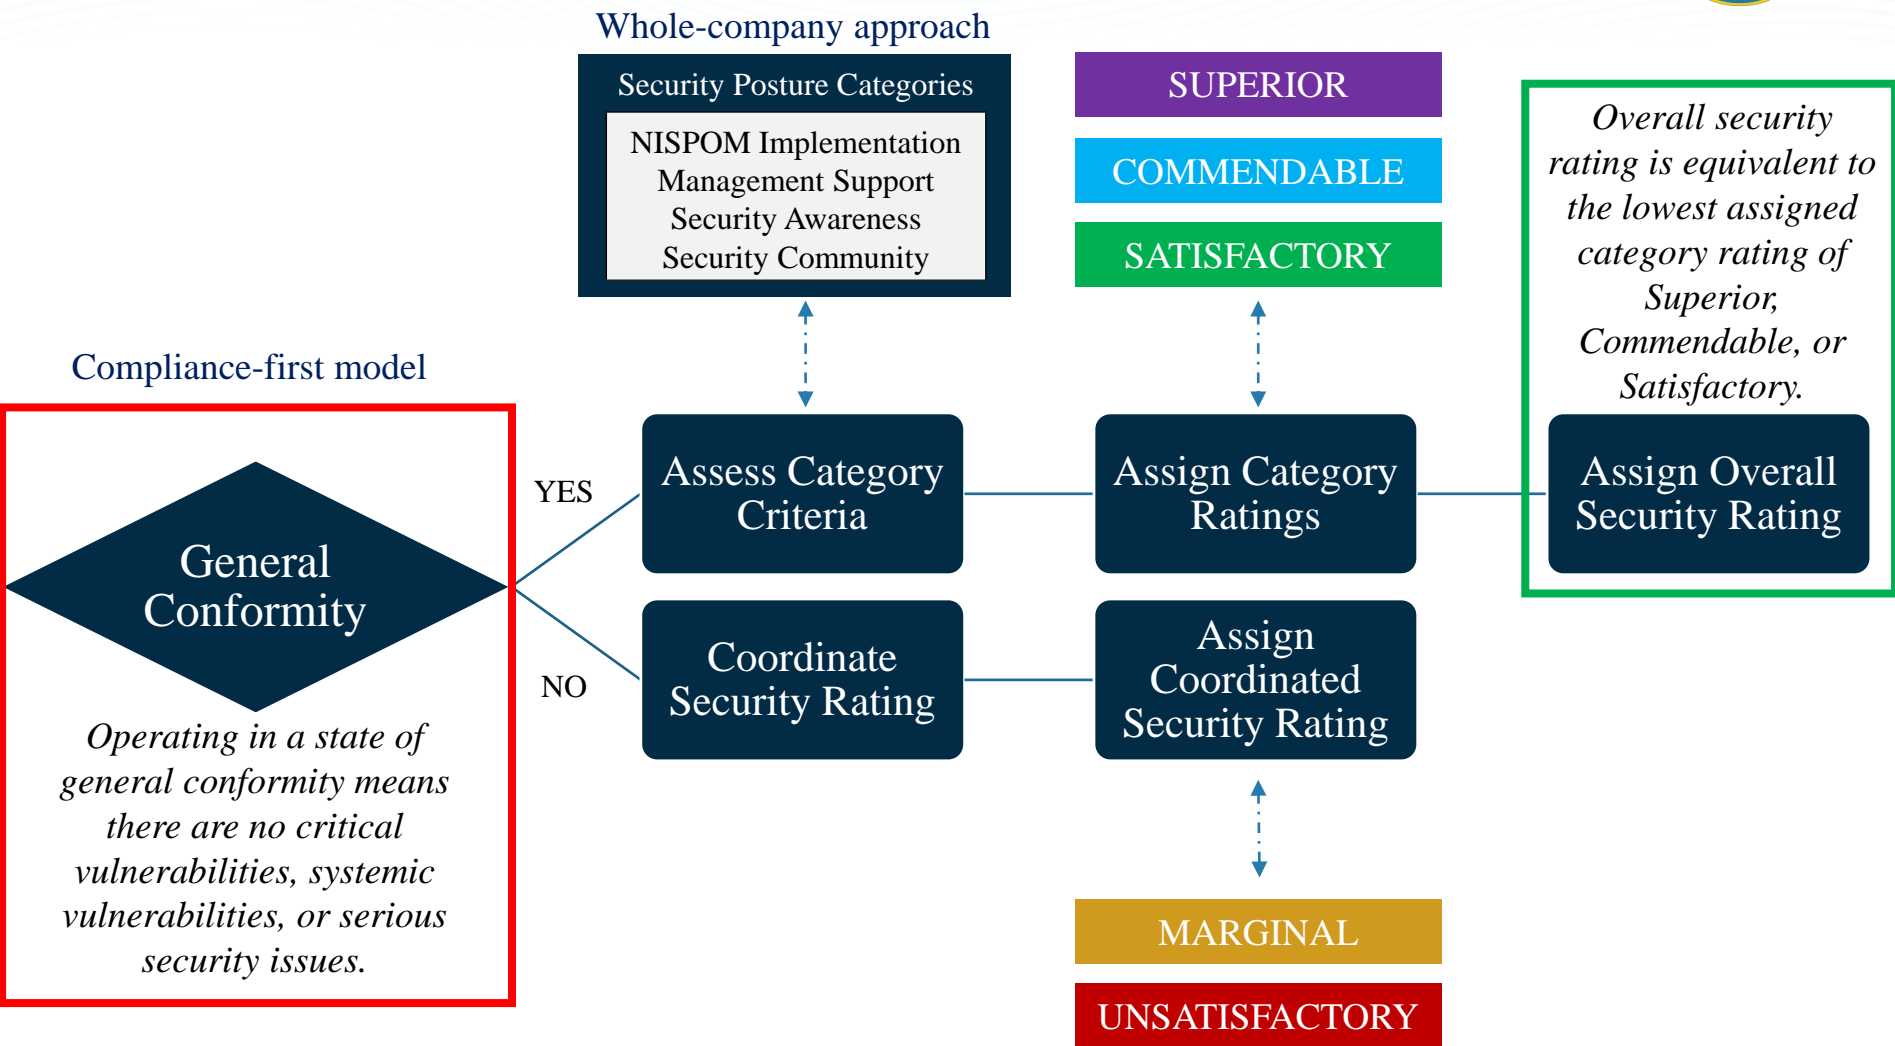 Whole-company approach
Security Posture Categories
NISPOM Implementation
Management Support
Security Awareness
Security Community
SUPERIOR
COMMENDABLE
SATISFACTORY
Overall security
rating is equivalent to
the lowest assigned
category rating of
Superior,
Commendable, or
Satisfactory.
Compliance-first model
General
Conformity
Operating in a state of
general conformity means
there are no critical
vulnerabilities, systemic
vulnerabilities, or serious
security issues.
YES
Assess Category
Criteria
Assign Category
Ratings
Assign Overall
Security Rating
NO
Coordinate
Security Rating
Assign
Coordinated
Security Rating
MARGINAL
UNSATISFACTORY